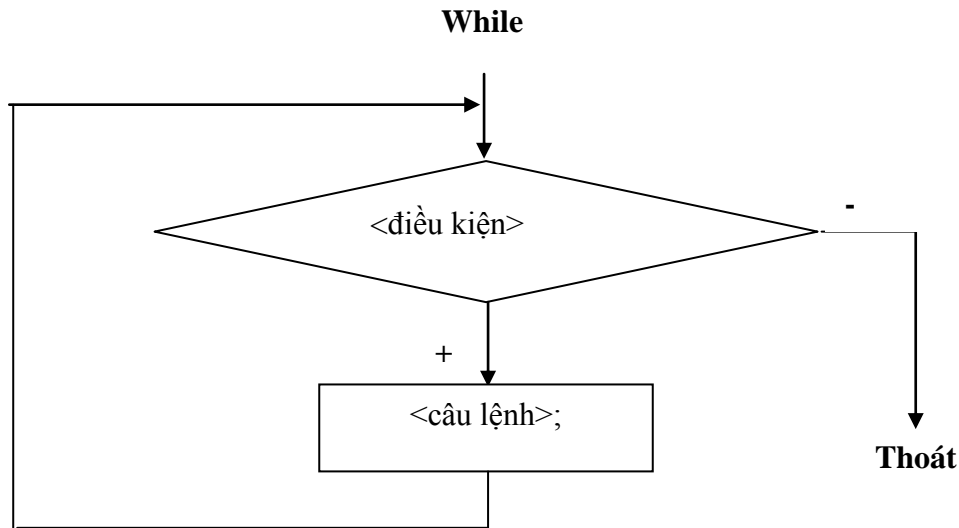 While
-
<điều kiện>
+
<câu lệnh>;
Thoát